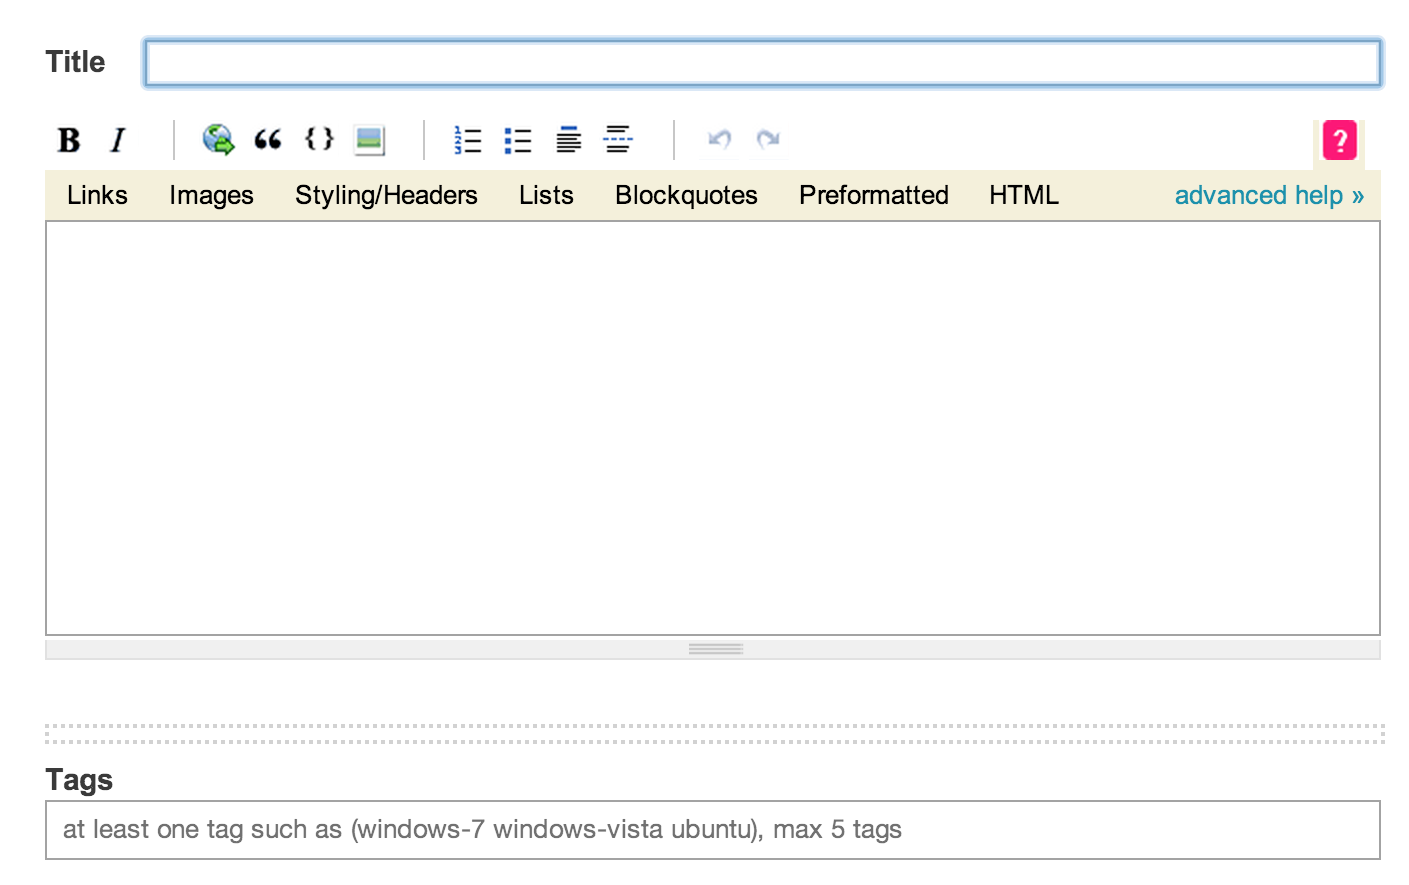 Title
B I
?
Links Images Styling/Headers Lists Blockquotes Preformatted HTML advanced help »
Tags
at least one tag such as (windows-7 windows-vista ubuntu), max 5 tags